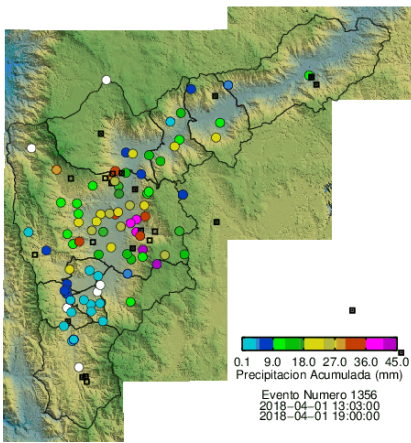 0.1 9.0 18.0 27.0 36.0 45.0
Precipitacion Acumulada (mm)
Evento Numero 1356
2018-04-01 13:03:00
2018-04-01 19:00:00